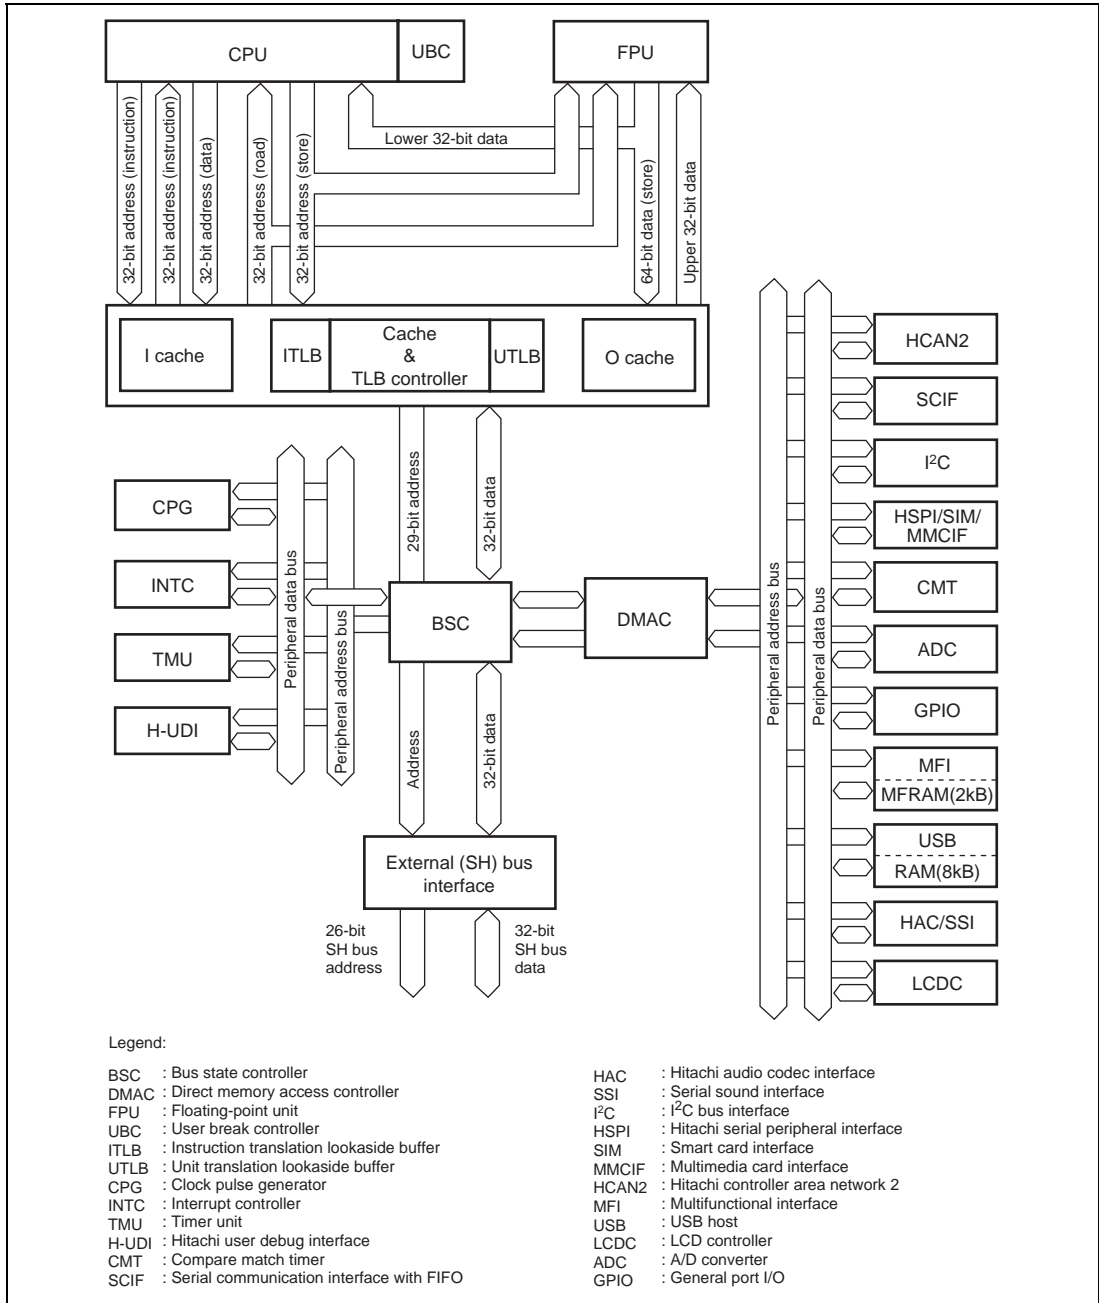 CPU
UBC
FPU
32-bit address (instruction)
32-bit address (instruction)
32-bit address (data)
32-bit address (road)
32-bit address (store)
Lower 32-bit data
64-bit data (store)
Upper 32-bit data
I cache
ITLB
Cache
&
TLB controller
UTLB
O cache
29-bit address
32-bit data
CPG
INTC
TMU
H-UDI
Peripheral data bus
Peripheral address bus
BSC
DMAC
Peripheral address bus
Peripheral data bus
HCAN2
SCIF
I2C
HSPI/SIM/
MMCIF
CMT
ADC
GPIO
MFI
MFRAM(2kB)
USB
RAM(8kB)
HAC/SSI
LCDC
Address
32-bit data
External (SH) bus
interface
26-bit
SH bus
address
32-bit
SH bus
data
Legend:
BSC : Bus state controller
DMAC : Direct memory access controller
FPU : Floating-point unit
UBC : User break controller
ITLB : Instruction translation lookaside buffer
UTLB : Unit translation lookaside buffer
CPG : Clock pulse generator
INTC : Interrupt controller
TMU : Timer unit
H-UDI : Hitachi user debug interface
CMT : Compare match timer
SCIF : Serial communication interface with FIFO
HAC : Hitachi audio codec interface
SSI : Serial sound interface
I2C : I2C bus interface
HSPI : Hitachi serial peripheral interface
SIM : Smart card interface
MMCIF : Multimedia card interface
HCAN2 : Hitachi controller area network 2
MFI : Multifunctional interface
USB : USB host
LCDC : LCD controller
ADC : A/D converter
GPIO : General port I/O